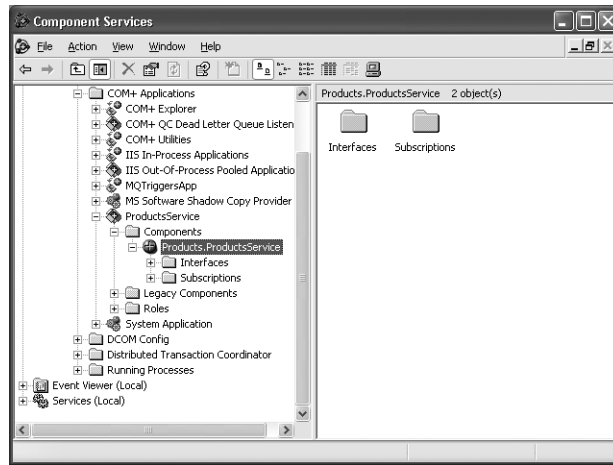 Component Services
File Action View Window Help
COM+ Applications
COM+ Explorer
COM+ QC Dead Letter Queue Listen
COM+ Utilities
IIS In-Process Applications
IIS Out-Of-Process Pooled Applicatio
MQTriggersApp
MS Software Shadow Copy Provider
ProductsService
Components
Products.ProductsService
Interfaces
Subscriptions
Legacy Components
Roles
System Application
DCOM Config
Distributed Transaction Coordinator
Running Processes
Event Viewer (Local)
Services (Local)
Products.ProductsService 2 object(s)
Interfaces Subscriptions